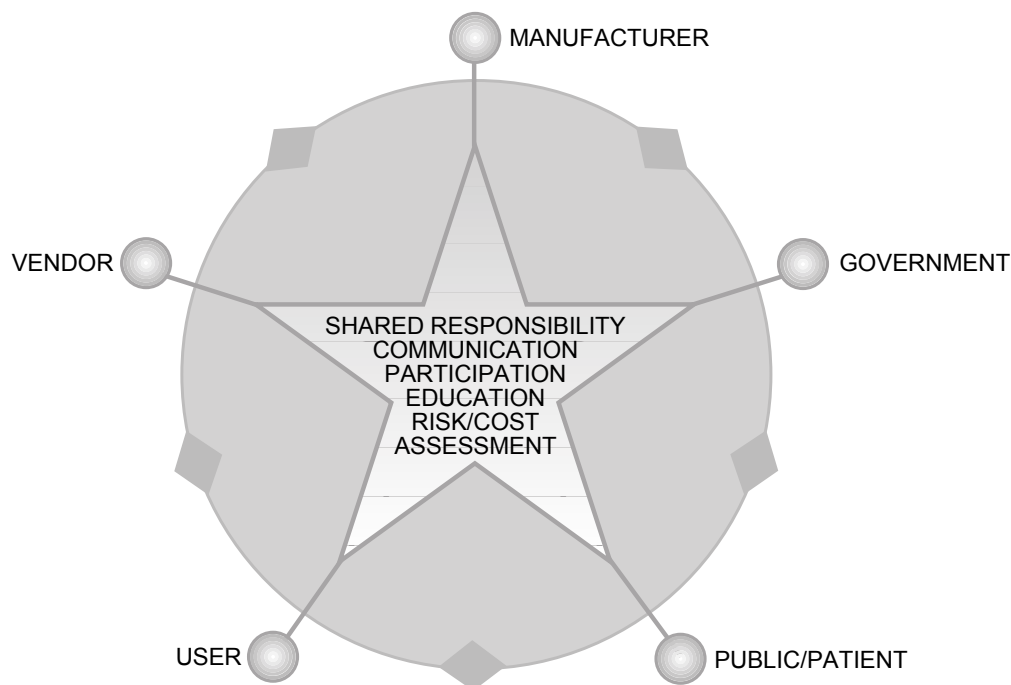 MANUFACTURER
VENDOR
GOVERNMENT
SHARED RESPONSIBILITY
COMMUNICATION
PARTICIPATION
EDUCATION
RISK/COST
ASSESSMENT
USER
PUBLIC/PATIENT